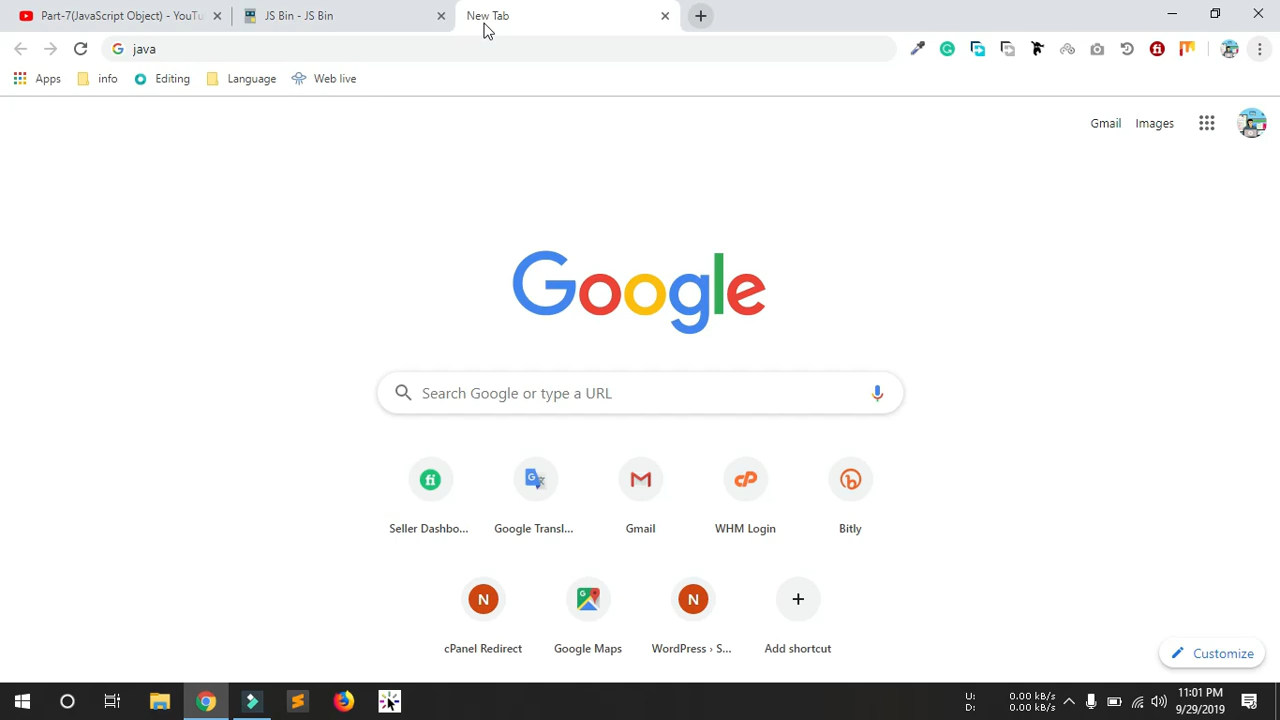 Part-7(JavaScript Object) - YouTu
JS Bin - JS Bin
New Tab
java
Apps
info
Editing
Language
Web live
Gmail
Images
Google
Search Google or type a URL
Seller Dashbo...
Google Transl...
Gmail
WHM Login
Bitly
cPanel Redirect
Google Maps
WordPress › S...
Add shortcut
Customize
U: 0.00 kB/s
D: 0.00 kB/s
11:01 PM
9/29/2019